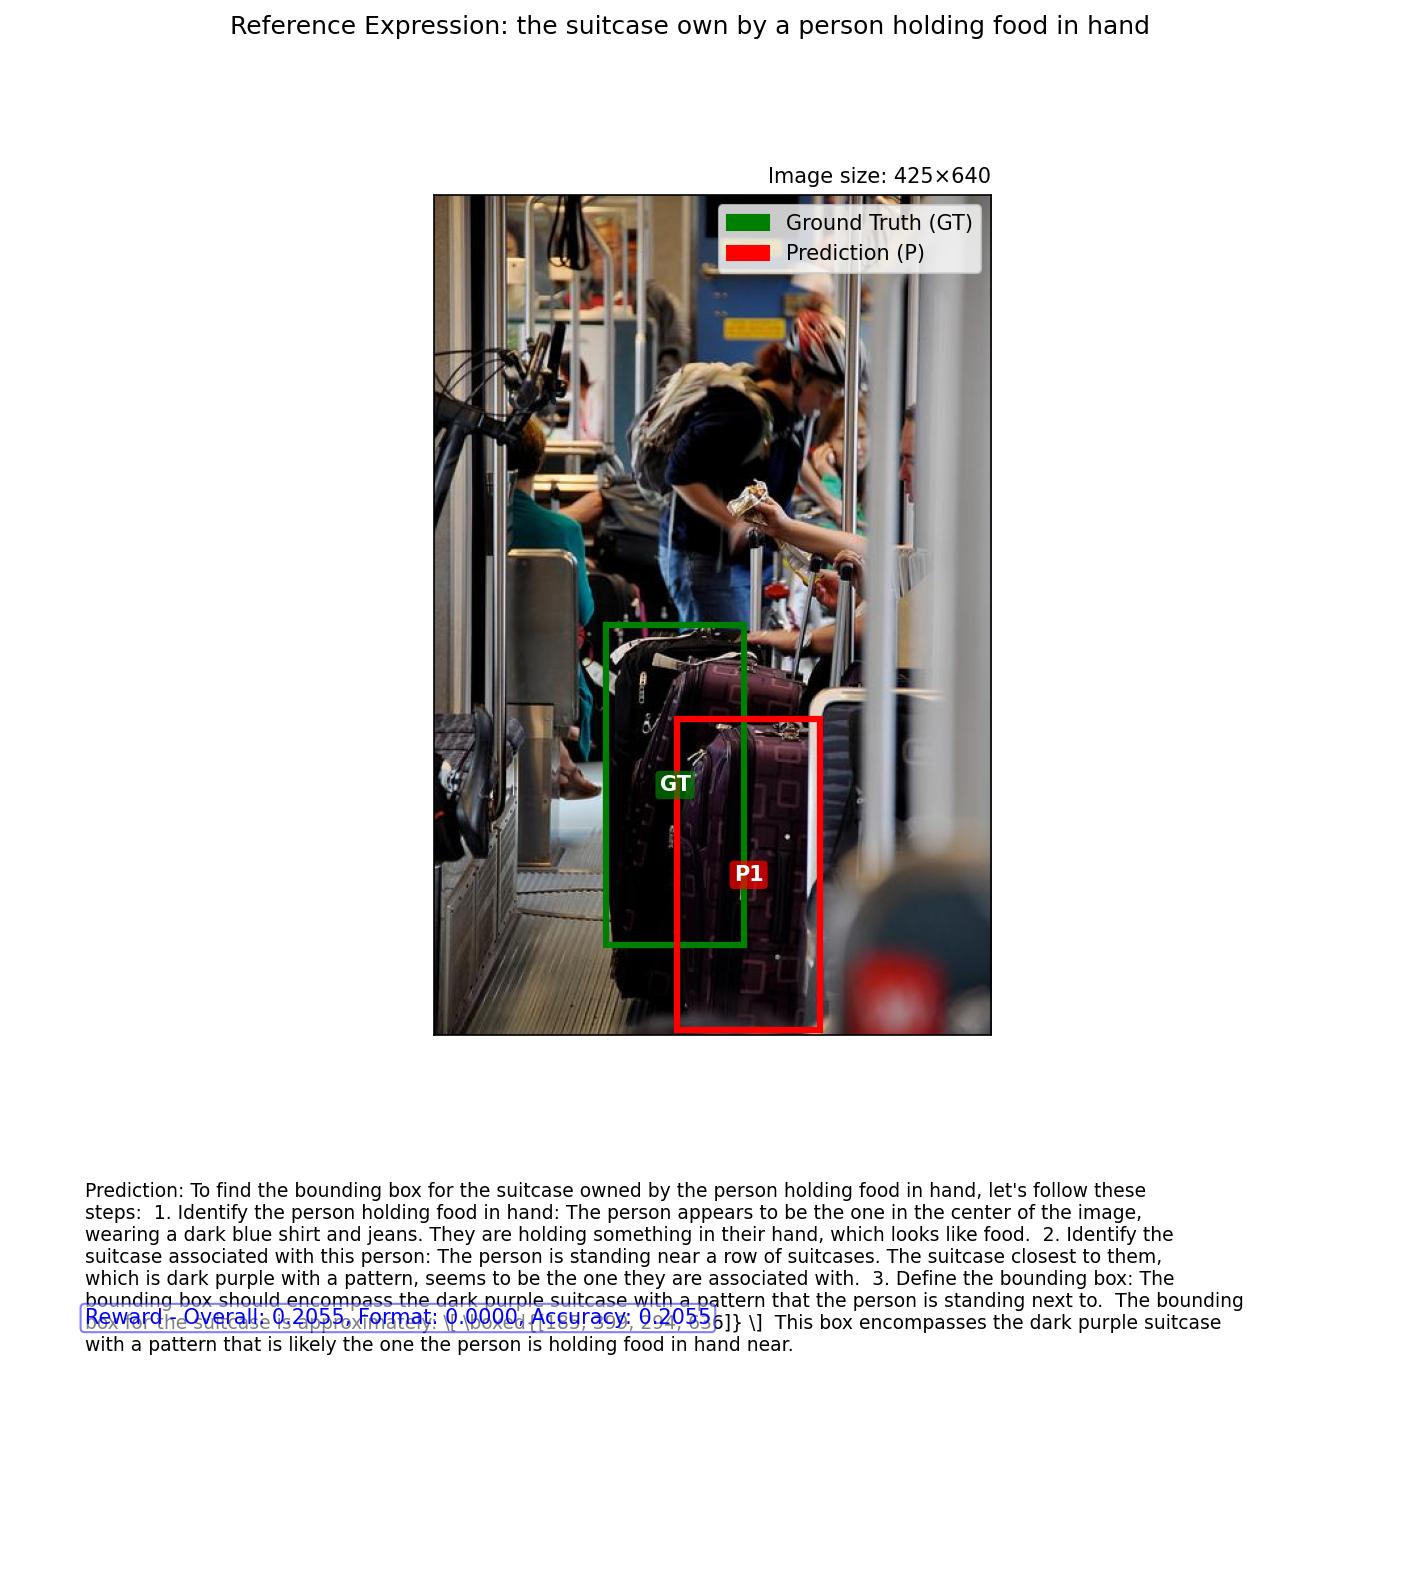 Reference Expression: the suitcase own by a person holding food in hand
Image size: 425×640
Ground Truth (GT)
Prediction (P)
GT
P1
Prediction: To find the bounding box for the suitcase owned by the person holding food in hand, let's follow these
steps:  1. Identify the person holding food in hand: The person appears to be the one in the center of the image,
wearing a dark blue shirt and jeans. They are holding something in their hand, which looks like food.  2. Identify the
suitcase associated with this person: The person is standing near a row of suitcases. The suitcase closest to them,
which is dark purple with a pattern, seems to be the one they are associated with.  3. Define the bounding box: The
bounding box should encompass the dark purple suitcase with a pattern that the person is standing next to.  The bounding
Reward - Overall: 0.2055, Format: 0.0000, Accuracy: 0.2055
box for the suitcase is approximately: \[ \boxed{[185, 399, 294, 636]} \]  This box encompasses the dark purple suitcase
with a pattern that is likely the one the person is holding food in hand near.